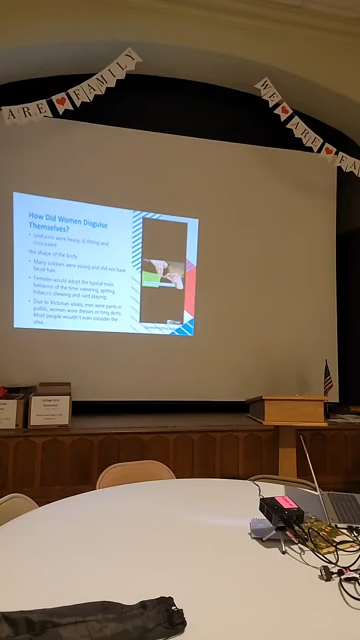 ARE ♥ FAMILY
WE ♥ ARE ♥ FA
How Did Women Disguise
Themselves?
• Uniforms were heavy, ill-fitting and
concealed
the shape of the body.
• Many soldiers were young and did not have
facial hair.
• Females would adopt the typical male
behavior of the time: swearing, spitting,
tobacco chewing and card playing.
• Due to Victorian ideals, men wore pants in
public, women wore dresses or long skirts.
Most people wouldn't even consider the
idea.